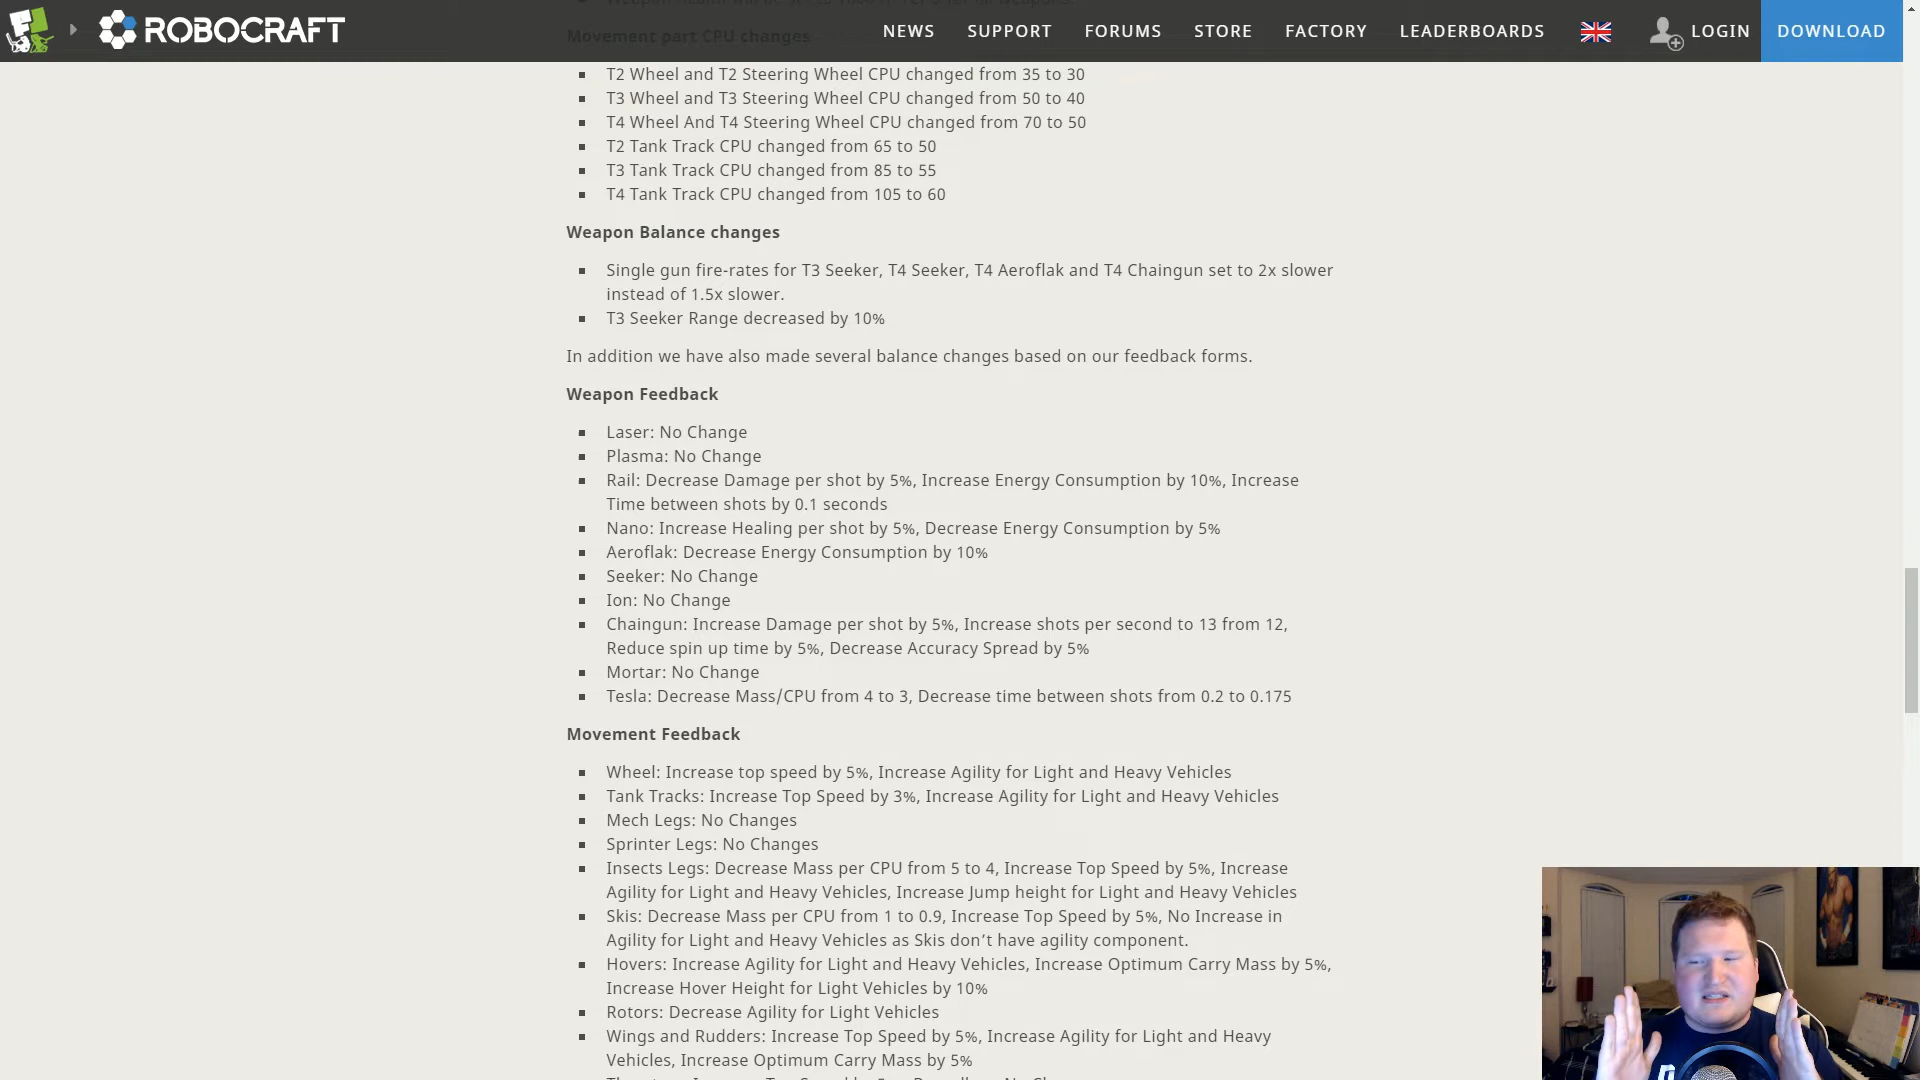 ROBOCRAFT
NEWS SUPPORT FORUMS STORE FACTORY LEADERBOARDS LOGIN DOWNLOAD
Movement part CPU changes
T2 Wheel and T2 Steering Wheel CPU changed from 35 to 30
T3 Wheel and T3 Steering Wheel CPU changed from 50 to 40
T4 Wheel And T4 Steering Wheel CPU changed from 70 to 50
T2 Tank Track CPU changed from 65 to 50
T3 Tank Track CPU changed from 85 to 55
T4 Tank Track CPU changed from 105 to 60
Weapon Balance changes
Single gun fire-rates for T3 Seeker, T4 Seeker, T4 Aeroflak and T4 Chaingun set to 2x slower
instead of 1.5x slower.
T3 Seeker Range decreased by 10%
In addition we have also made several balance changes based on our feedback forms.
Weapon Feedback
Laser: No Change
Plasma: No Change
Rail: Decrease Damage per shot by 5%, Increase Energy Consumption by 10%, Increase
Time between shots by 0.1 seconds
Nano: Increase Healing per shot by 5%, Decrease Energy Consumption by 5%
Aeroflak: Decrease Energy Consumption by 10%
Seeker: No Change
Ion: No Change
Chaingun: Increase Damage per shot by 5%, Increase shots per second to 13 from 12,
Reduce spin up time by 5%, Decrease Accuracy Spread by 5%
Mortar: No Change
Tesla: Decrease Mass/CPU from 4 to 3, Decrease time between shots from 0.2 to 0.175
Movement Feedback
Wheel: Increase top speed by 5%, Increase Agility for Light and Heavy Vehicles
Tank Tracks: Increase Top Speed by 3%, Increase Agility for Light and Heavy Vehicles
Mech Legs: No Changes
Sprinter Legs: No Changes
Insects Legs: Decrease Mass per CPU from 5 to 4, Increase Top Speed by 5%, Increase
Agility for Light and Heavy Vehicles, Increase Jump height for Light and Heavy Vehicles
Skis: Decrease Mass per CPU from 1 to 0.9, Increase Top Speed by 5%, No Increase in
Agility for Light and Heavy Vehicles as Skis don’t have agility component.
Hovers: Increase Agility for Light and Heavy Vehicles, Increase Optimum Carry Mass by 5%,
Increase Hover Height for Light Vehicles by 10%
Rotors: Decrease Agility for Light Vehicles
Wings and Rudders: Increase Top Speed by 5%, Increase Agility for Light and Heavy
Vehicles, Increase Optimum Carry Mass by 5%